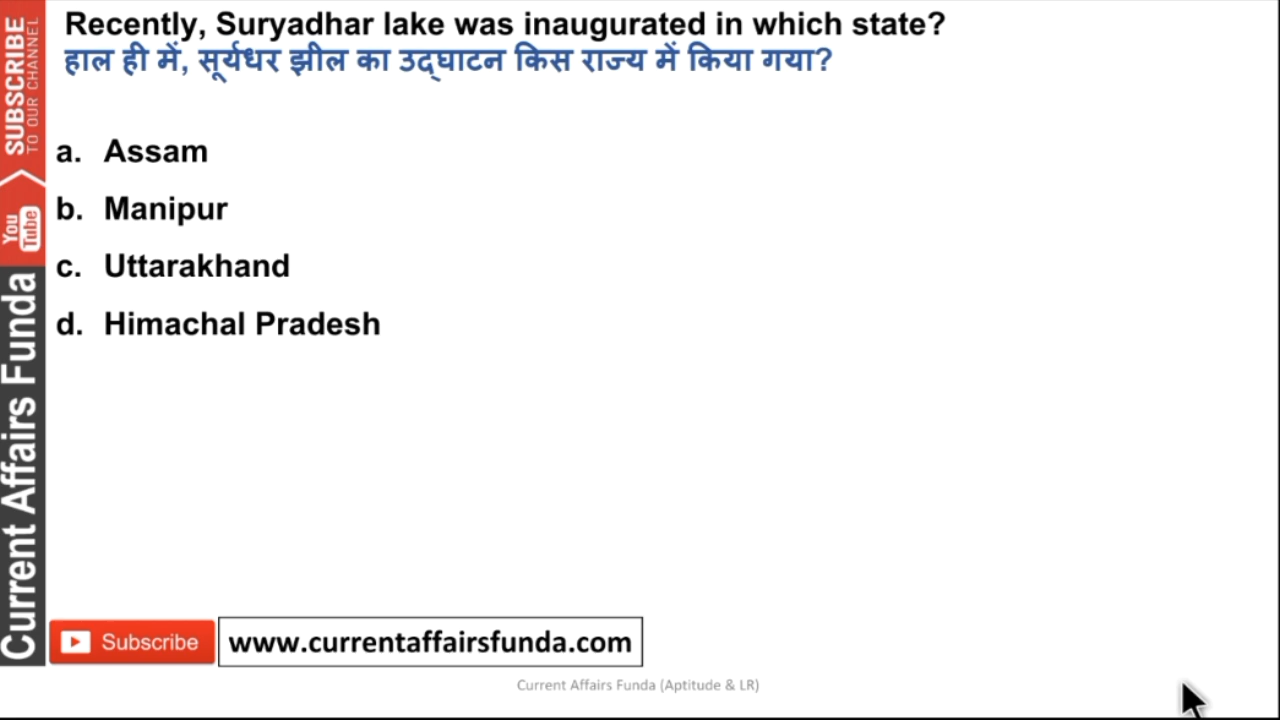 Recently, Suryadhar lake was inaugurated in which state?
हाल ही में, सूर्यधर झील का उद्घाटन किस राज्य में किया गया?
a. Assam
b. Manipur
c. Uttarakhand
d. Himachal Pradesh
SUBSCRIBE
TO OUR CHANNEL
You
Tube
Current Affairs Funda
Subscribe
www.currentaffairsfunda.com
Current Affairs Funda (Aptitude & LR)